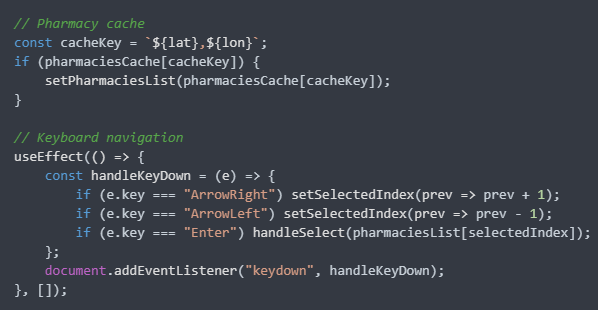 // Pharmacy cache
const cacheKey = `${lat},${lon}`;
if (pharmaciesCache[cacheKey]) {
    setPharmaciesList(pharmaciesCache[cacheKey]);
}

// Keyboard navigation
useEffect(() => {
    const handleKeyDown = (e) => {
        if (e.key === "ArrowRight") setSelectedIndex(prev => prev + 1);
        if (e.key === "ArrowLeft") setSelectedIndex(prev => prev - 1);
        if (e.key === "Enter") handleSelect(pharmaciesList[selectedIndex]);
    };
    document.addEventListener("keydown", handleKeyDown);
}, []);